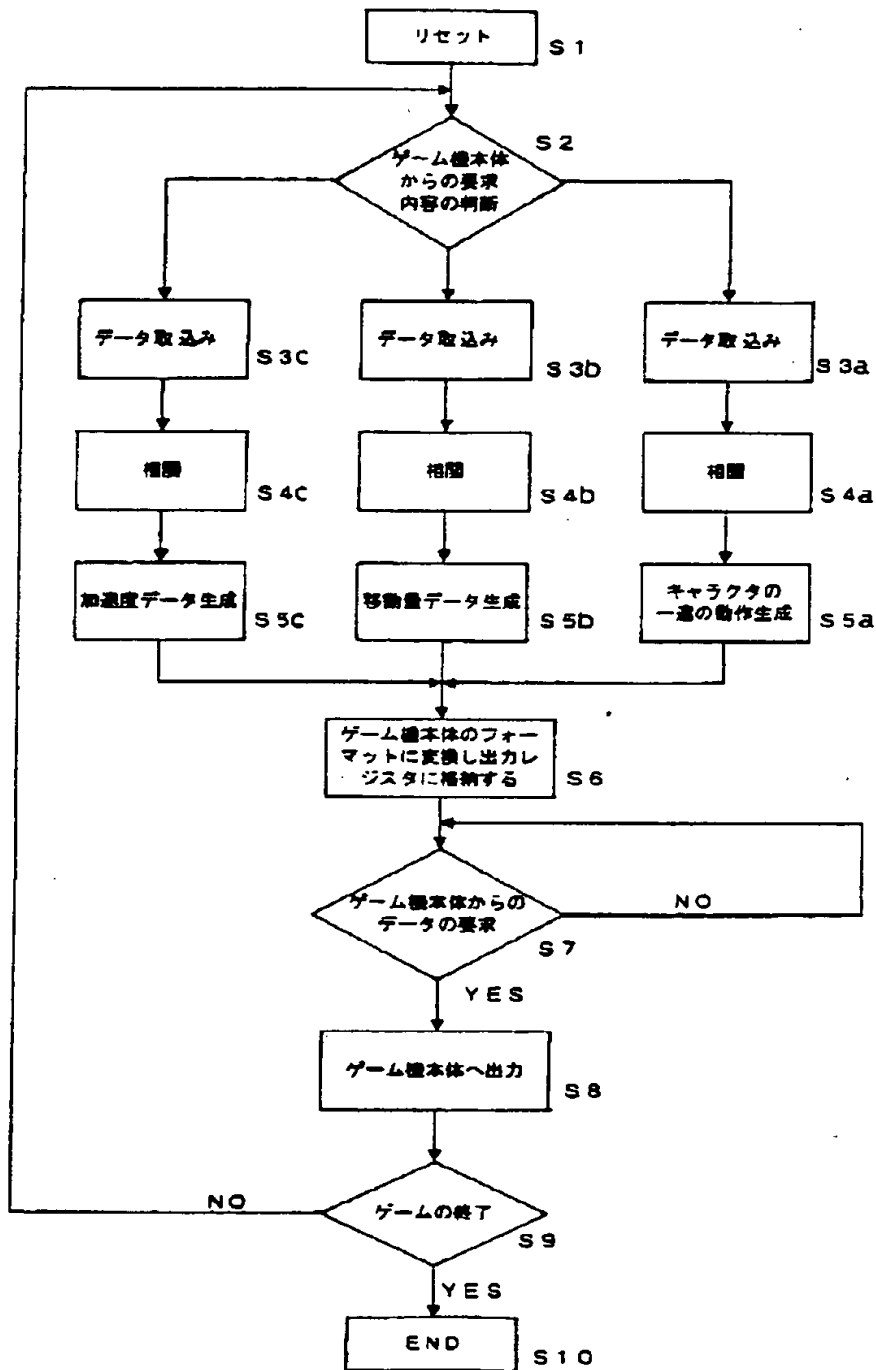 リセット
S1
S2
ゲーム機本体
からの要求
内容の判断
データ取込み
S3c
データ取込み
S3b
データ取込み
S3a
相関
S4c
相関
S4b
相関
S4a
加速度データ生成
S5c
移動量データ生成
S5b
キャラクタの
一連の動作生成
S5a
ゲーム機本体のフォー
マットに変換し出力レ
ジスタに格納する
S6
ゲーム機本体からの
データの要求
NO
S7
YES
ゲーム機本体へ出力
S8
NO
ゲームの終了
S9
YES
END
S10